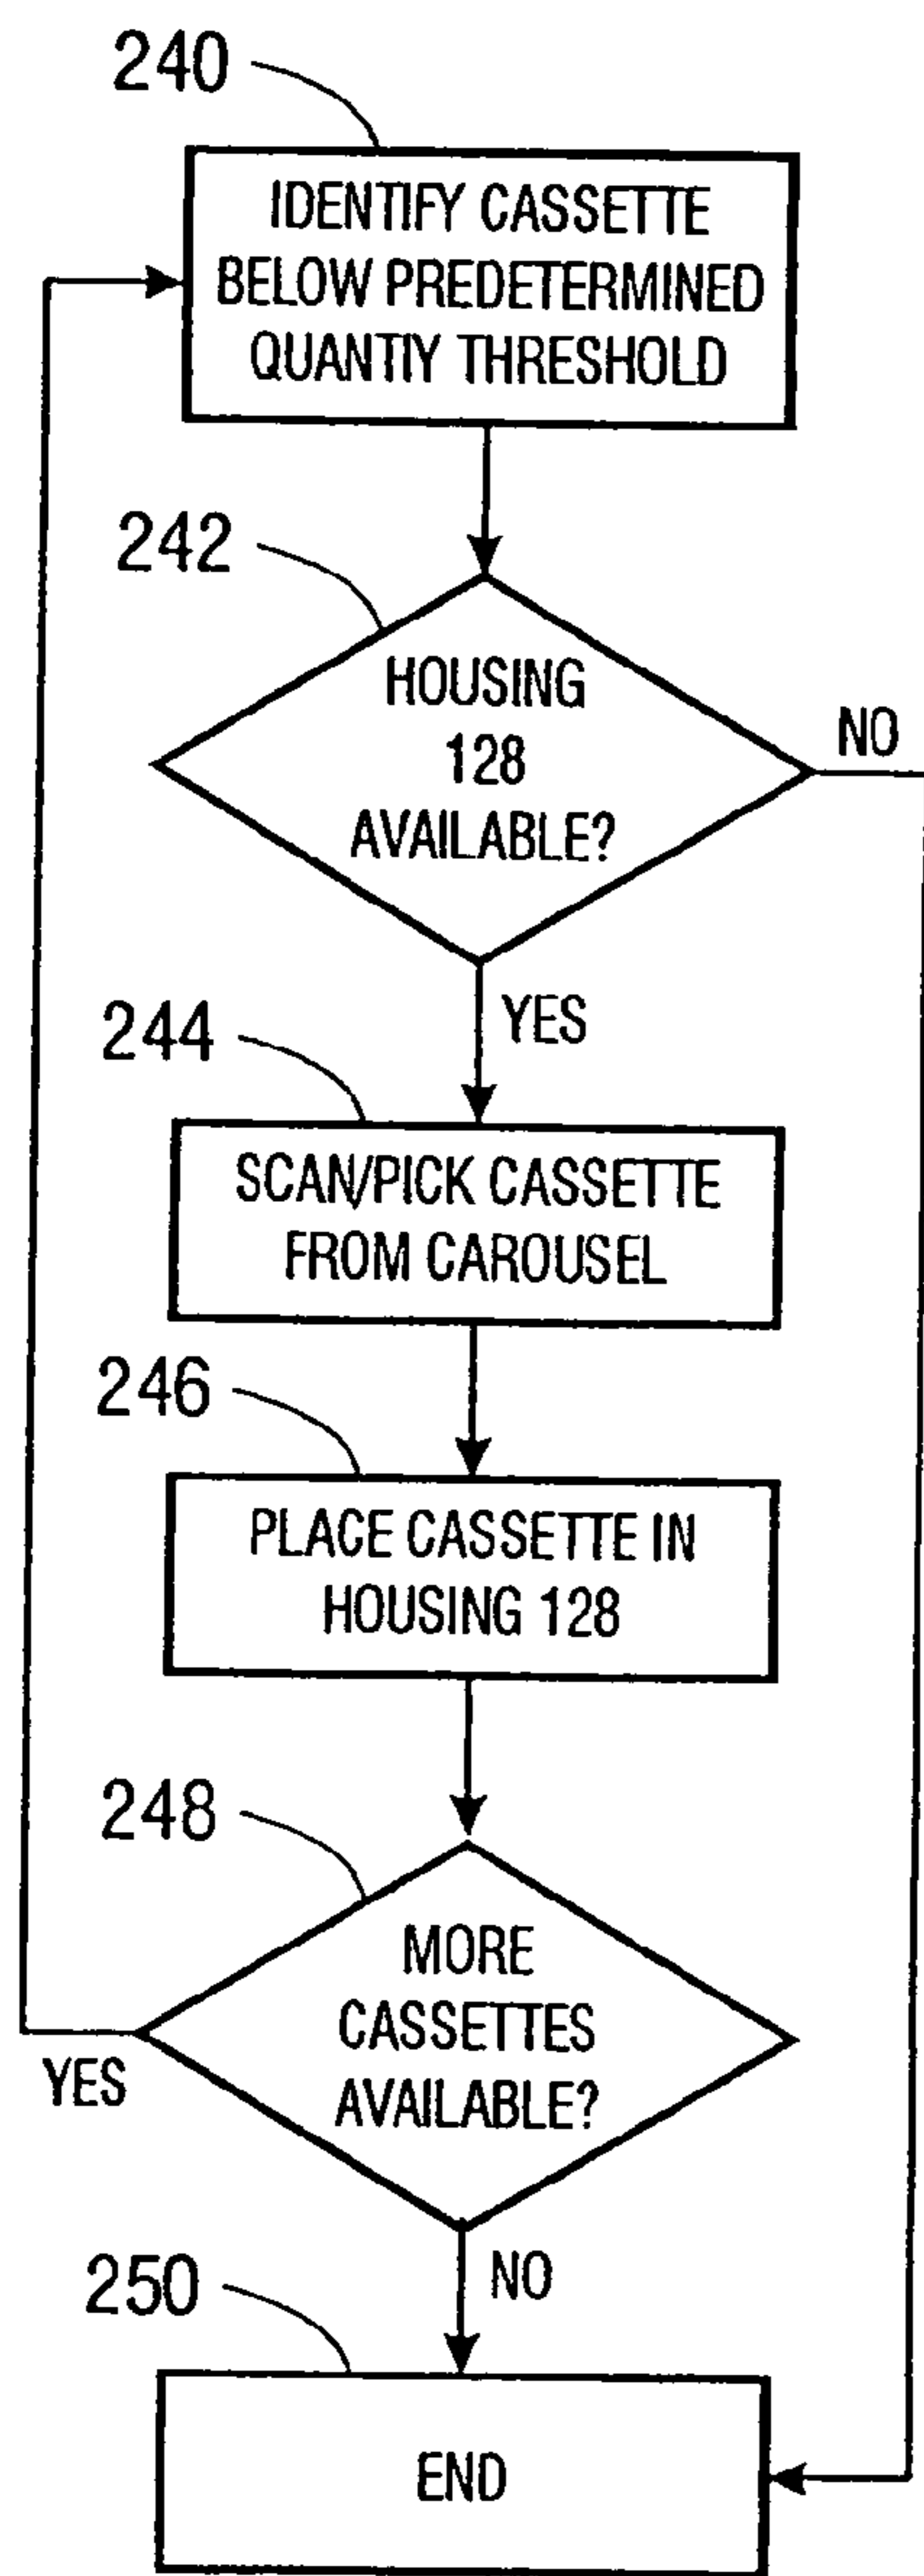 240
IDENTIFY CASSETTE
BELOW PREDETERMINED
QUANTIY THRESHOLD
242
HOUSING
128
AVAILABLE?
NO
YES
244
SCAN/PICK CASSETTE
FROM CAROUSEL
246
PLACE CASSETTE IN
HOUSING 128
248
MORE
CASSETTES
AVAILABLE?
YES
NO
250
END